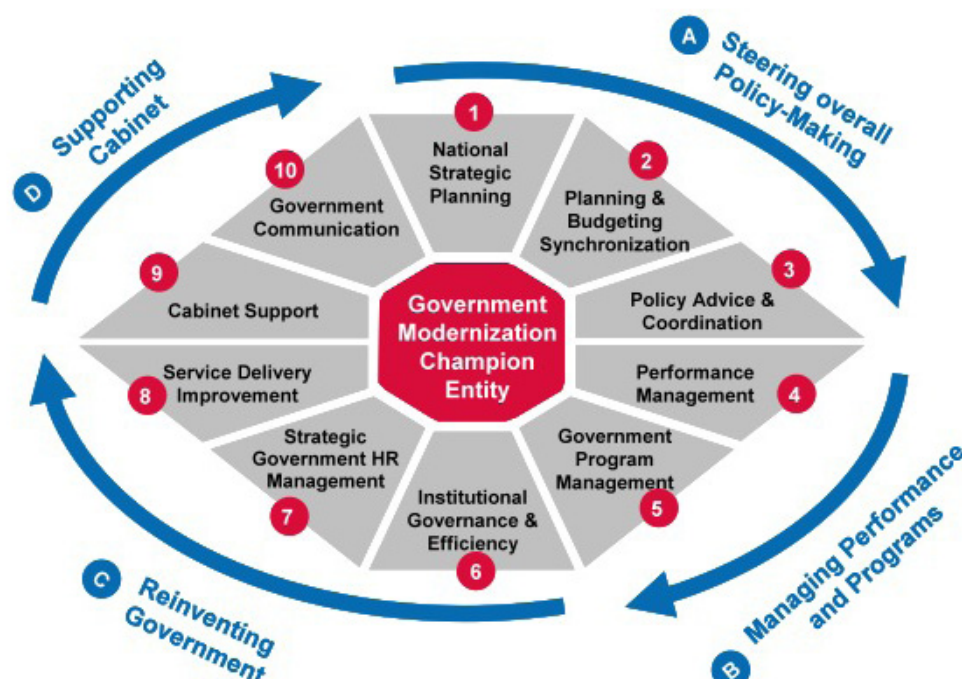 A
Steering overall
Policy-Making
1
National
Strategic
Planning
2
Planning &
Budgeting
Synchronization
3
Policy Advice &
Coordination
4
Performance
Management
B
Managing Performance
and Programs
5
Government
Program
Management
6
Institutional
Governance &
Efficiency
7
Strategic
Government HR
Management
C
Reinventing
Government
8
Service Delivery
Improvement
9
Cabinet Support
D
Supporting
Cabinet
10
Government
Communication
Government
Modernization
Champion
Entity